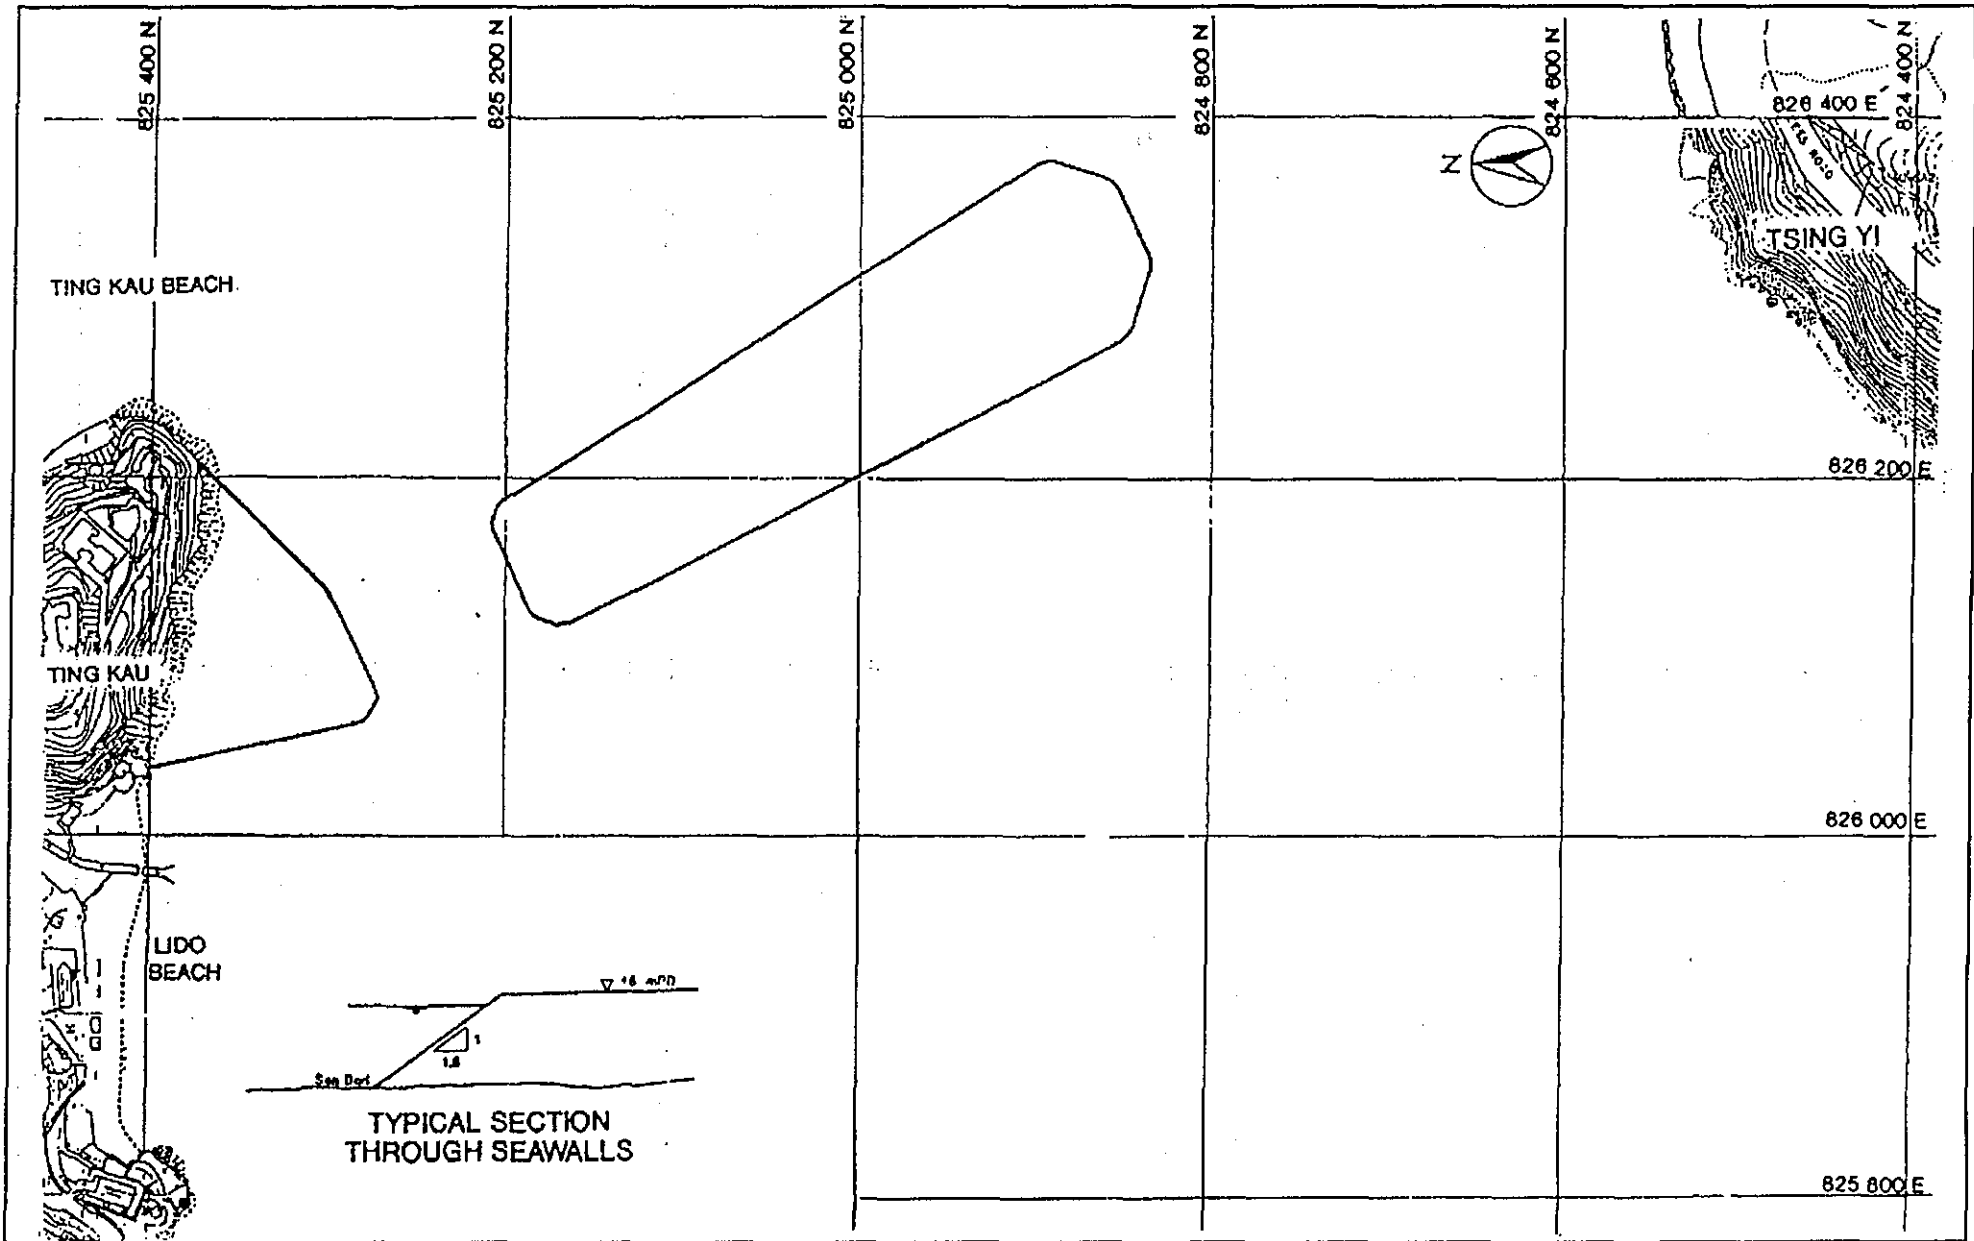 825 400 N
825 200 N
825 000 N
824 800 N
824 600 N
824 400 N
826 400 E
N
TSING YI
TING KAU BEACH
826 200 E
TING KAU
826 000 E
LIDO
BEACH
1
TYPICAL SECTION
THROUGH SEAWALLS
825 800 E